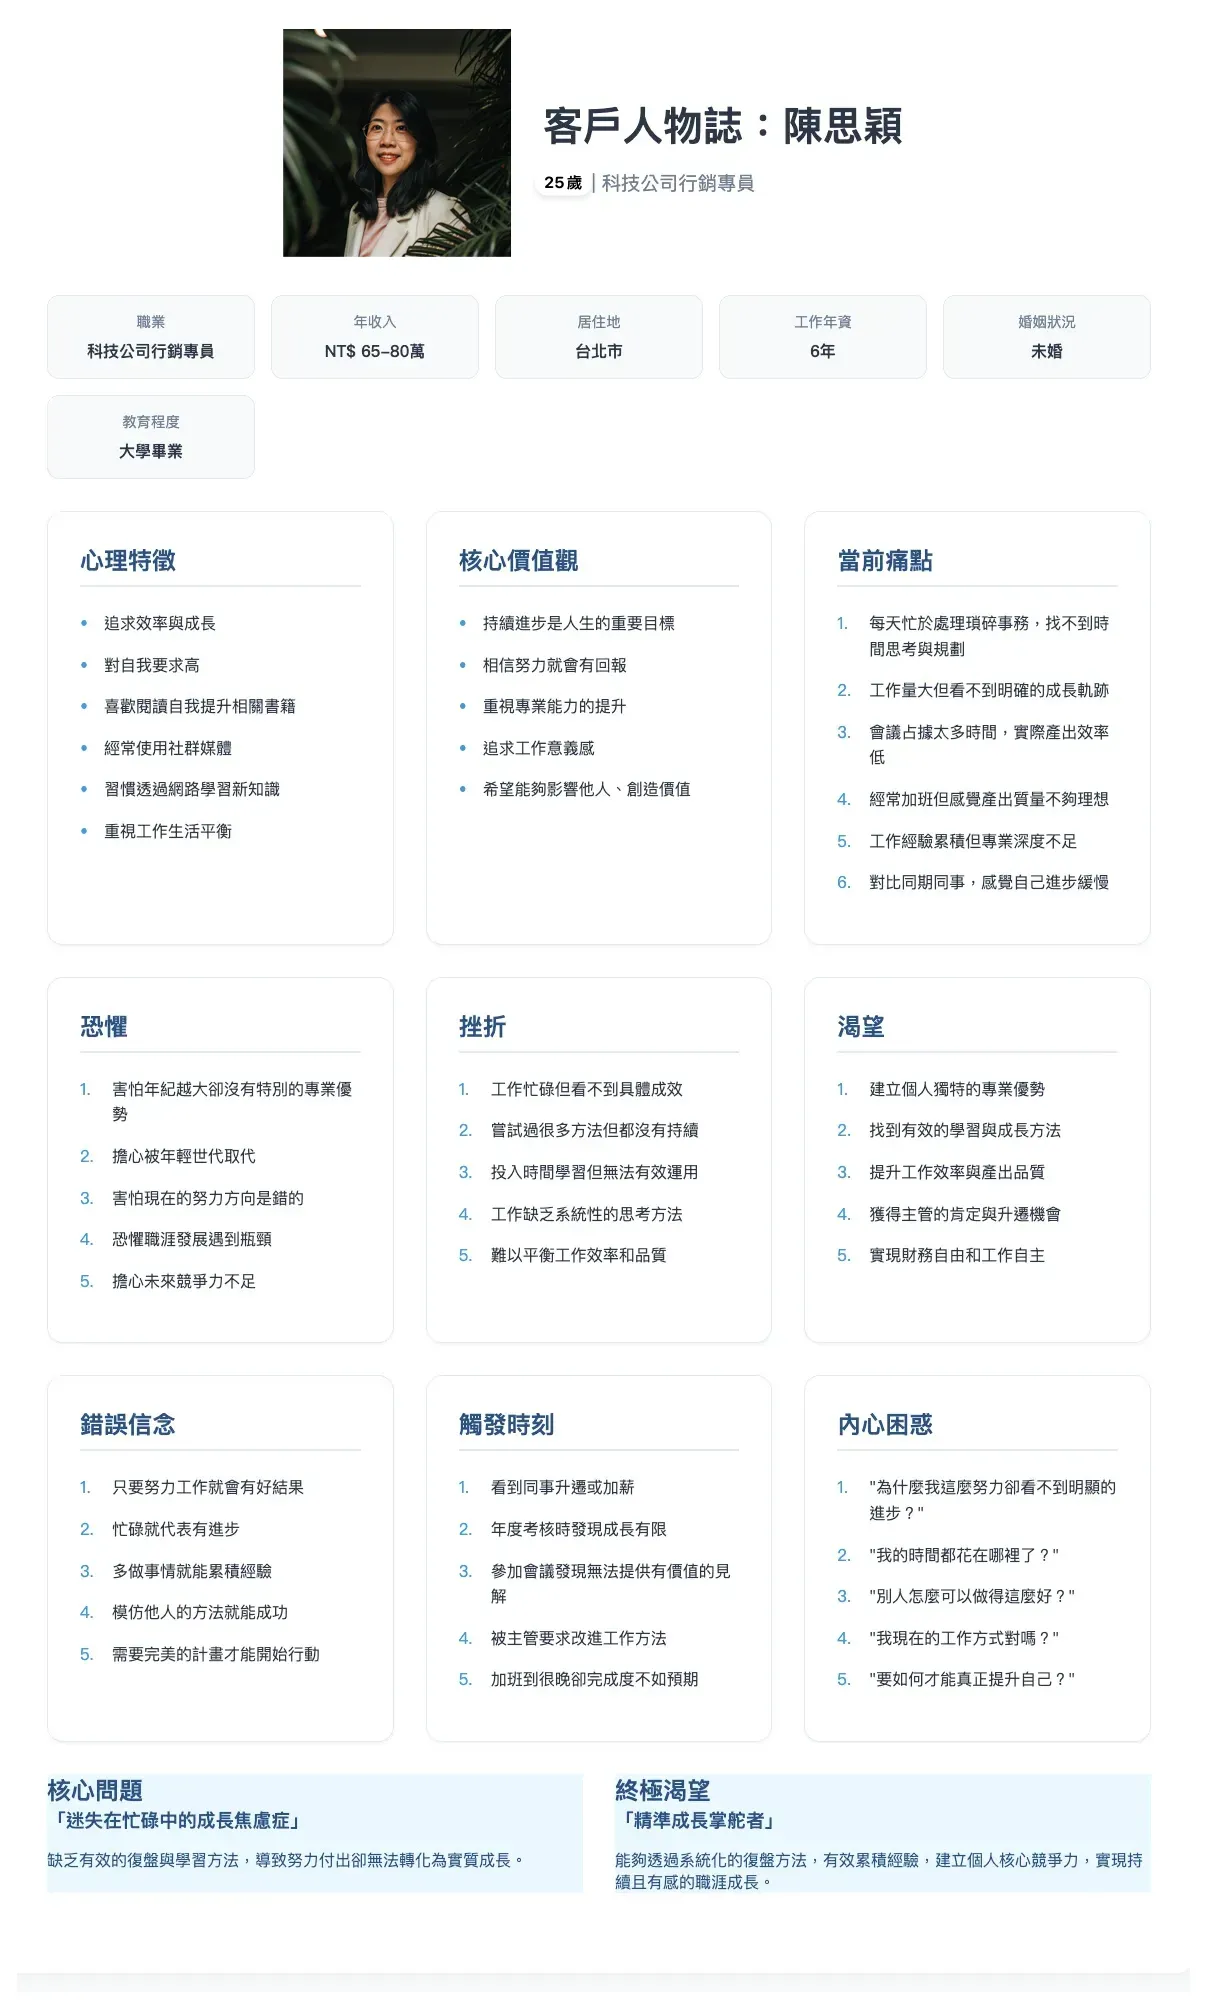 客戶人物誌：陳思穎
25歲 | 科技公司行銷專員
職業
科技公司行銷專員
年收入
NT$ 65–80萬
居住地
台北市
工作年資
6年
婚姻狀況
未婚
教育程度
大學畢業
心理特徵
• 追求效率與成長
• 對自我要求高
• 喜歡閱讀自我提升相關書籍
• 經常使用社群媒體
• 習慣透過網路學習新知識
• 重視工作生活平衡
核心價值觀
• 持續進步是人生的重要目標
• 相信努力就會有回報
• 重視專業能力的提升
• 追求工作意義感
• 希望能夠影響他人、創造價值
當前痛點
1. 每天忙於處理瑣碎事務，找不到時
間思考與規劃
2. 工作量大但看不到明確的成長軌跡
3. 會議占據太多時間，實際產出效率
低
4. 經常加班但感覺產出質量不夠理想
5. 工作經驗累積但專業深度不足
6. 對比同期同事，感覺自己進步緩慢
恐懼
1. 害怕年紀越大卻沒有特別的專業優
勢
2. 擔心被年輕世代取代
3. 害怕現在的努力方向是錯的
4. 恐懼職涯發展遇到瓶頸
5. 擔心未來競爭力不足
挫折
1. 工作忙碌但看不到具體成效
2. 嘗試過很多方法但都沒有持續
3. 投入時間學習但無法有效運用
4. 工作缺乏系統性的思考方法
5. 難以平衡工作效率和品質
渴望
1. 建立個人獨特的專業優勢
2. 找到有效的學習與成長方法
3. 提升工作效率與產出品質
4. 獲得主管的肯定與升遷機會
5. 實現財務自由和工作自主
錯誤信念
1. 只要努力工作就會有好結果
2. 忙碌就代表有進步
3. 多做事情就能累積經驗
4. 模仿他人的方法就能成功
5. 需要完美的計畫才能開始行動
觸發時刻
1. 看到同事升遷或加薪
2. 年度考核時發現成長有限
3. 參加會議發現無法提供有價值的見
解
4. 被主管要求改進工作方法
5. 加班到很晚卻完成度不如預期
內心困惑
1. "為什麼我這麼努力卻看不到明顯的
進步？"
2. "我的時間都花在哪裡了？"
3. "別人怎麼可以做得這麼好？"
4. "我現在的工作方式對嗎？"
5. "要如何才能真正提升自己？"
核心問題
「迷失在忙碌中的成長焦慮症」
缺乏有效的復盤與學習方法，導致努力付出卻無法轉化為實質成長。
終極渴望
「精準成長掌舵者」
能夠透過系統化的復盤方法，有效累積經驗，建立個人核心競爭力，實現持
續且有感的職涯成長。